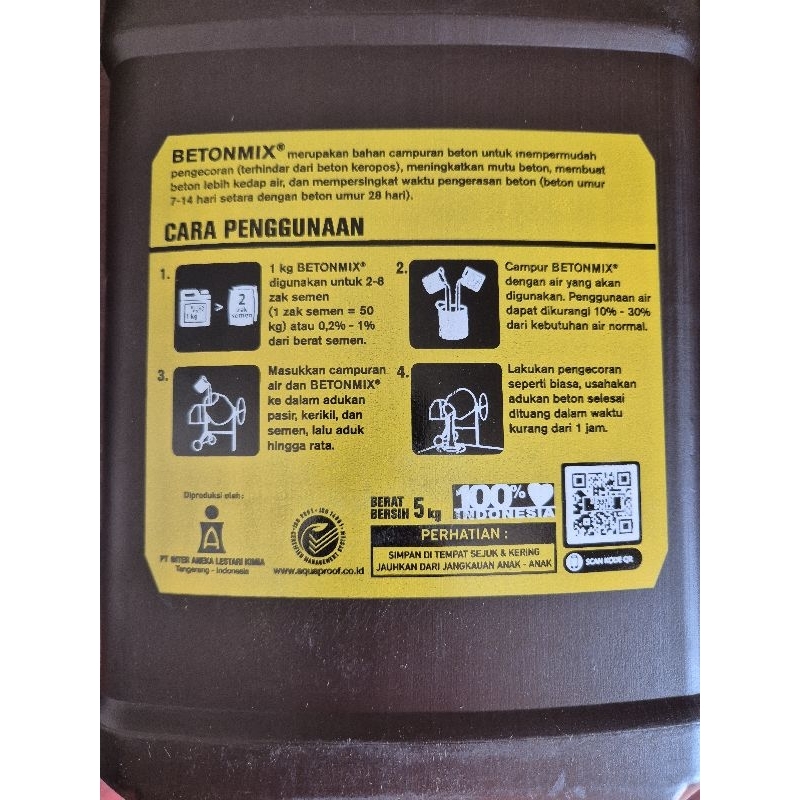 BETONMIX® merupakan bahan campuran beton untuk mempermudah
pengecoran (terhindar dari beton keropos), meningkatkan mutu beton, membuat
beton lebih kedap air, dan mempersingkat waktu pengerasan beton (beton umur
7-14 hari setara dengan beton umur 28 hari).
CARA PENGGUNAAN
1.
1 kg
>
2
zak
semen
1 kg BETONMIX®
digunakan untuk 2-8
zak semen
(1 zak semen = 50
kg) atau 0,2% - 1%
dari berat semen.
2.
Campur BETONMIX®
dengan air yang akan
digunakan. Penggunaan air
dapat dikurangi 10% - 30%
dari kebutuhan air normal.
3.
Masukkan campuran
air dan BETONMIX®
ke dalam adukan
pasir, kerikil, dan
semen, lalu aduk
hingga rata.
4.
Lakukan pengecoran
seperti biasa, usahakan
adukan beton selesai
dituang dalam waktu
kurang dari 1 jam.
Diproduksi oleh :
A
PT INTER ANEKA LESTARI KIMIA
Tangerang - Indonesia
ISO 9001 · ISO 14001
www.aquaproof.co.id
BERAT
BERSIH 5 kg
100%
INDONESIA
PERHATIAN :
SIMPAN DI TEMPAT SEJUK & KERING
JAUHKAN DARI JANGKAUAN ANAK - ANAK
SCAN KODE QR